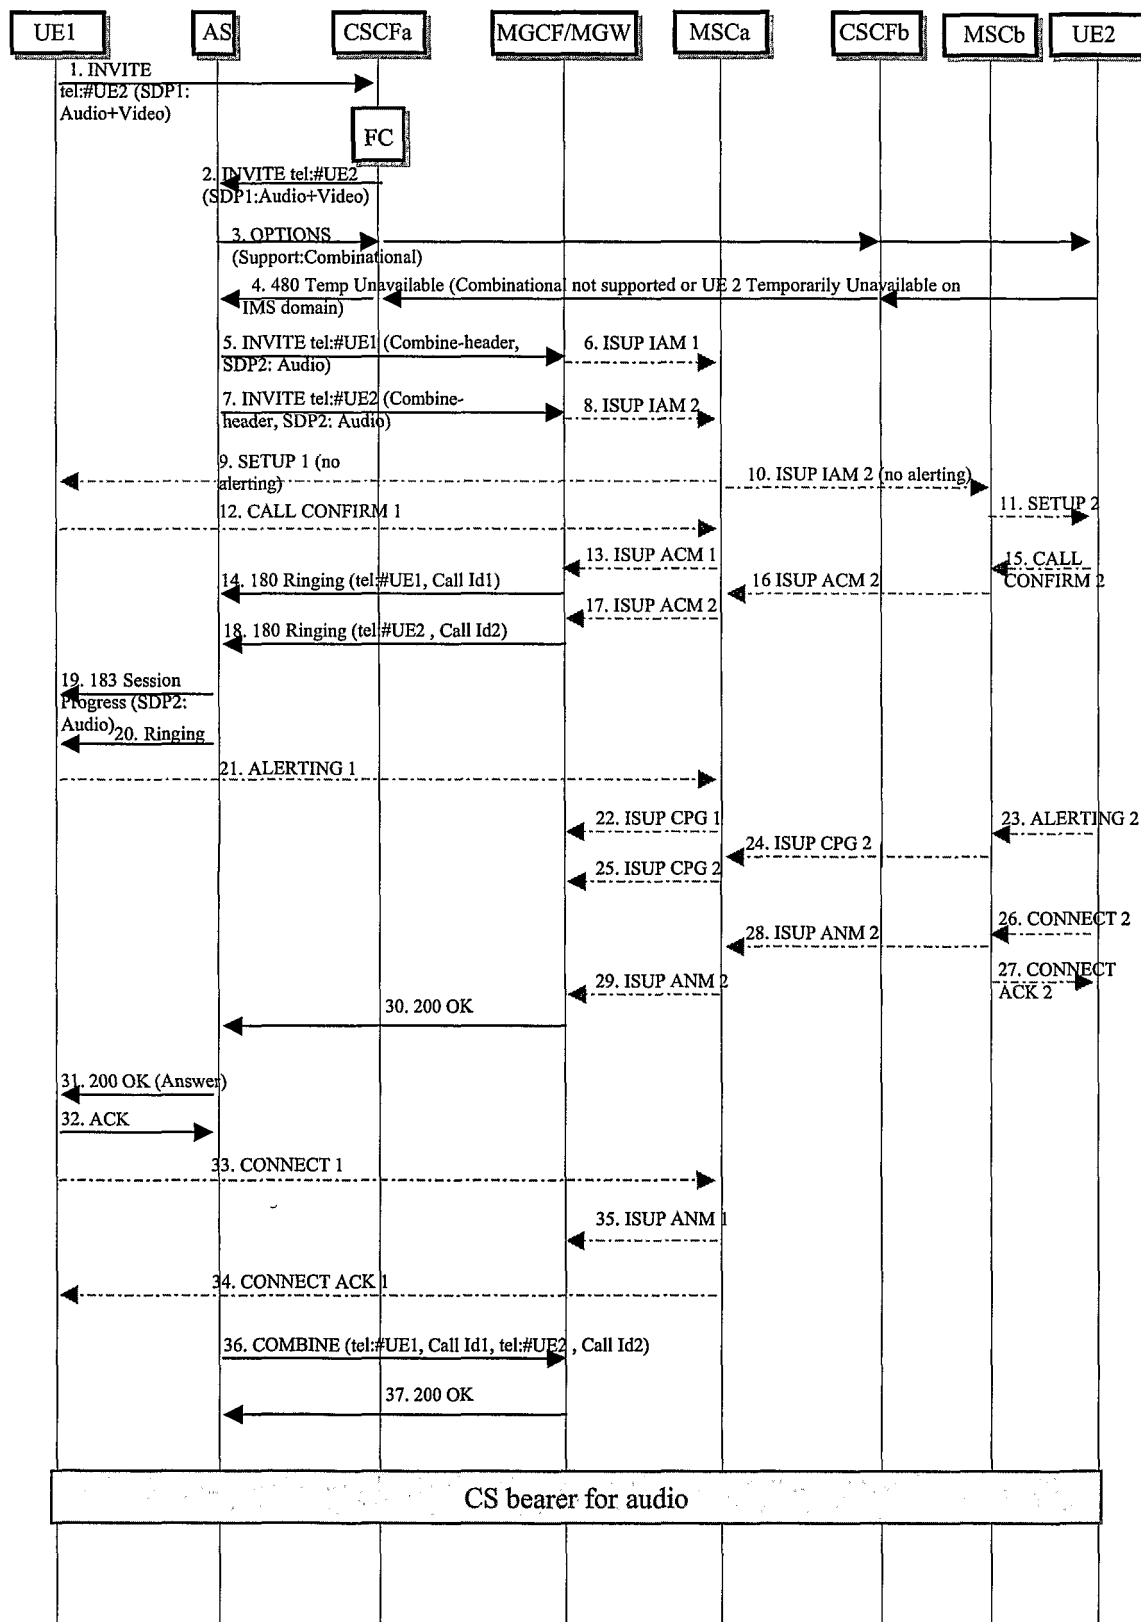 UE1
AS
CSCFa
MGCF/MGW
MSCa
CSCFb
MSCb
UE2
1. INVITE
tel:#UE2 (SDP1:
Audio+Video)
FC
2. INVITE tel:#UE2
(SDP1:Audio+Video)
3. OPTIONS
(Support:Combinational)
4. 480 Temp Unavailable (Combinational not supported or UE 2 Temporarily Unavailable on
IMS domain)
5. INVITE tel:#UE1 (Combine-header,
SDP2: Audio)
6. ISUP IAM 1
7. INVITE tel:#UE2 (Combine-
header, SDP2: Audio)
8. ISUP IAM 2
9. SETUP 1 (no
alerting)
10. ISUP IAM 2 (no alerting)
11. SETUP 2
12. CALL CONFIRM 1
13. ISUP ACM 1
14. 180 Ringing (tel:#UE1, Call Id1)
15. CALL
CONFIRM 2
16 ISUP ACM 2
17. ISUP ACM 2
18. 180 Ringing (tel:#UE2 , Call Id2)
19. 183 Session
Progress (SDP2:
Audio)
20. Ringing
21. ALERTING 1
22. ISUP CPG 1
23. ALERTING 2
24. ISUP CPG 2
25. ISUP CPG 2
26. CONNECT 2
28. ISUP ANM 2
27. CONNECT
ACK 2
29. ISUP ANM 2
30. 200 OK
31. 200 OK (Answer)
32. ACK
33. CONNECT 1
35. ISUP ANM 1
34. CONNECT ACK 1
36. COMBINE (tel:#UE1, Call Id1, tel:#UE2 , Call Id2)
37. 200 OK
CS bearer for audio